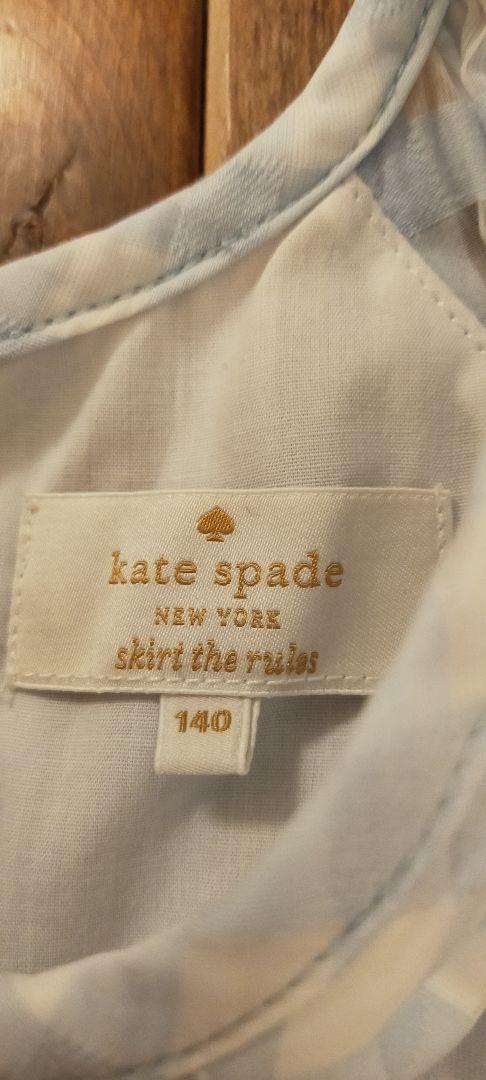 kate spade
NEW YORK
skirt the rules
140